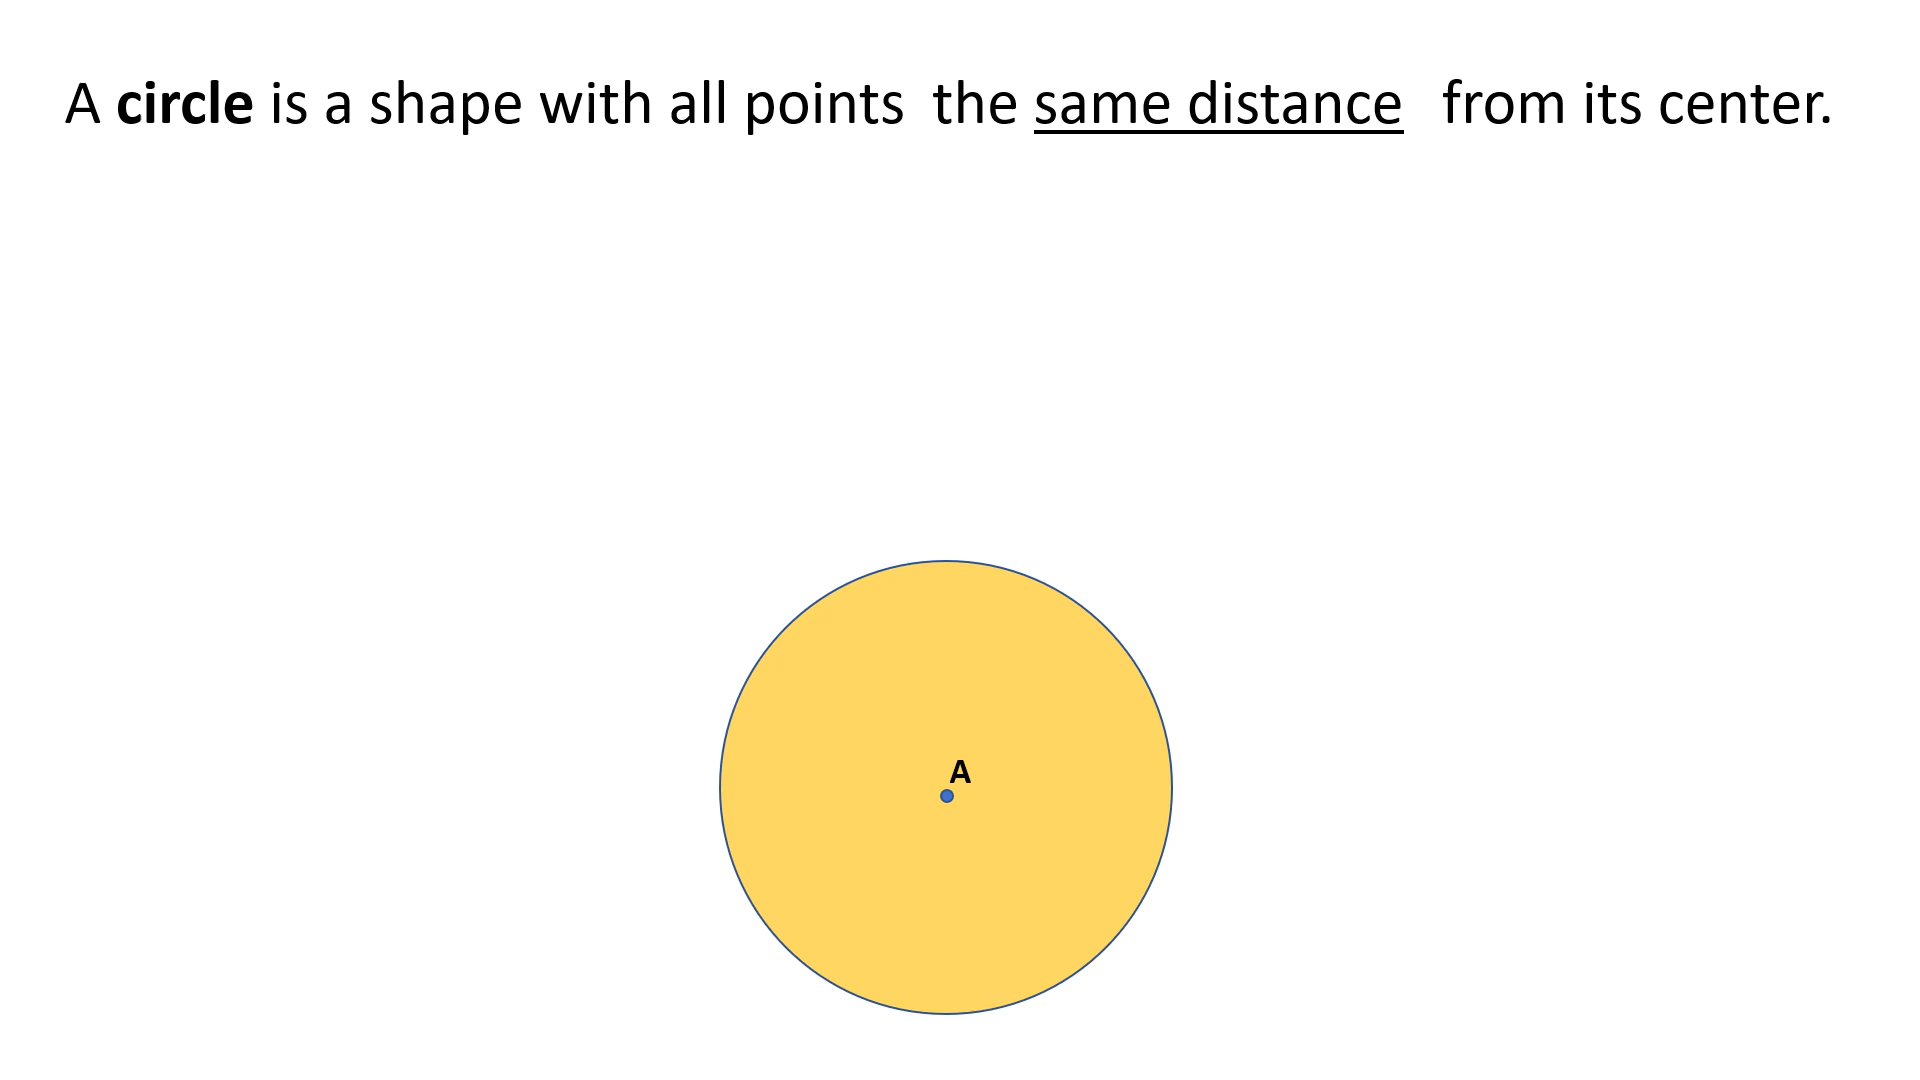 A circle is a shape with all points the same distance from its center.
A